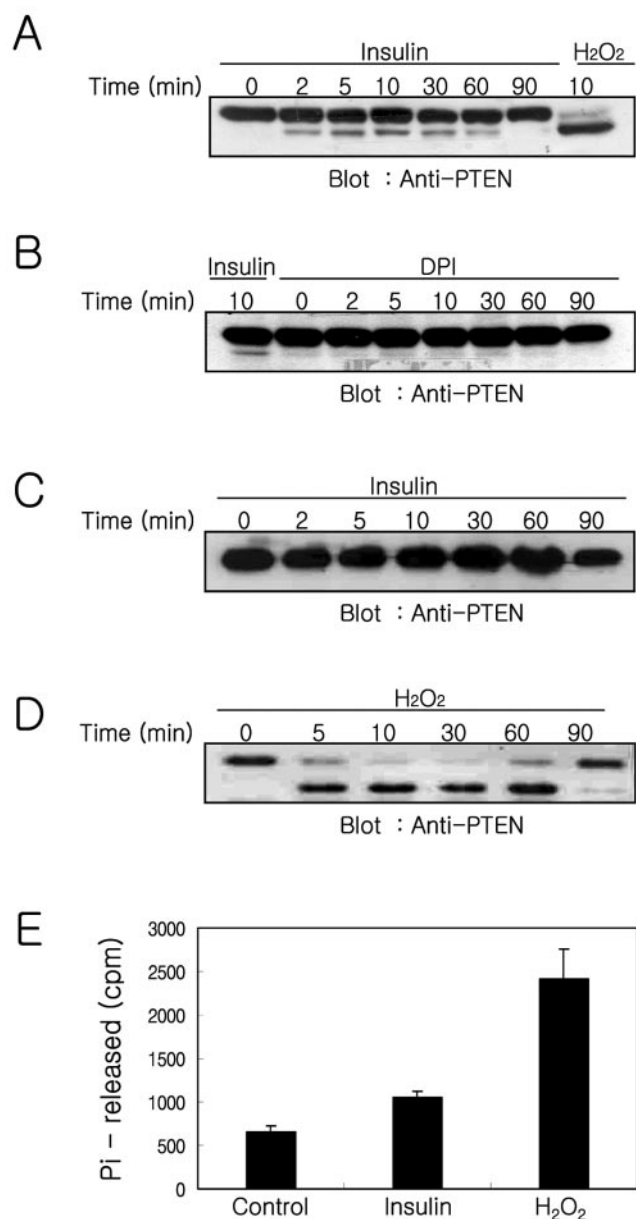 A
Insulin H₂O₂
Time (min) 0 2 5 10 30 60 90 10
Blot : Anti-PTEN
B
Insulin DPI
Time (min) 10 0 2 5 10 30 60 90
Blot : Anti-PTEN
C
Insulin
Time (min) 0 2 5 10 30 60 90
Blot : Anti-PTEN
D
H₂O₂
Time (min) 0 5 10 30 60 90
Blot : Anti-PTEN
E
Pi - released (cpm)
3000
2500
2000
1500
1000
500
0
Control Insulin H₂O₂